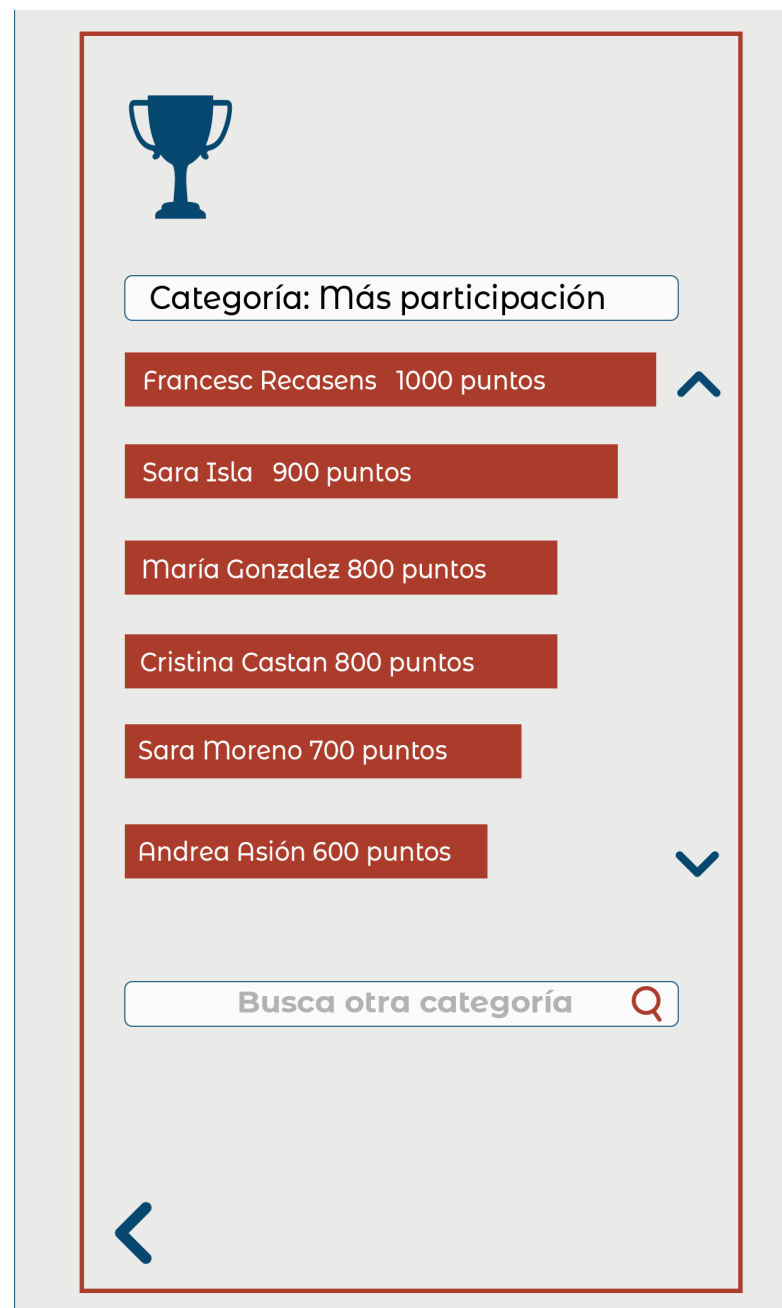 Categoría: Más participación
Francesc Recasens 1000 puntos
Sara Isla 900 puntos
María Gonzalez 800 puntos
Cristina Castan 800 puntos
Sara Moreno 700 puntos
Andrea Asión 600 puntos
Busca otra categoría